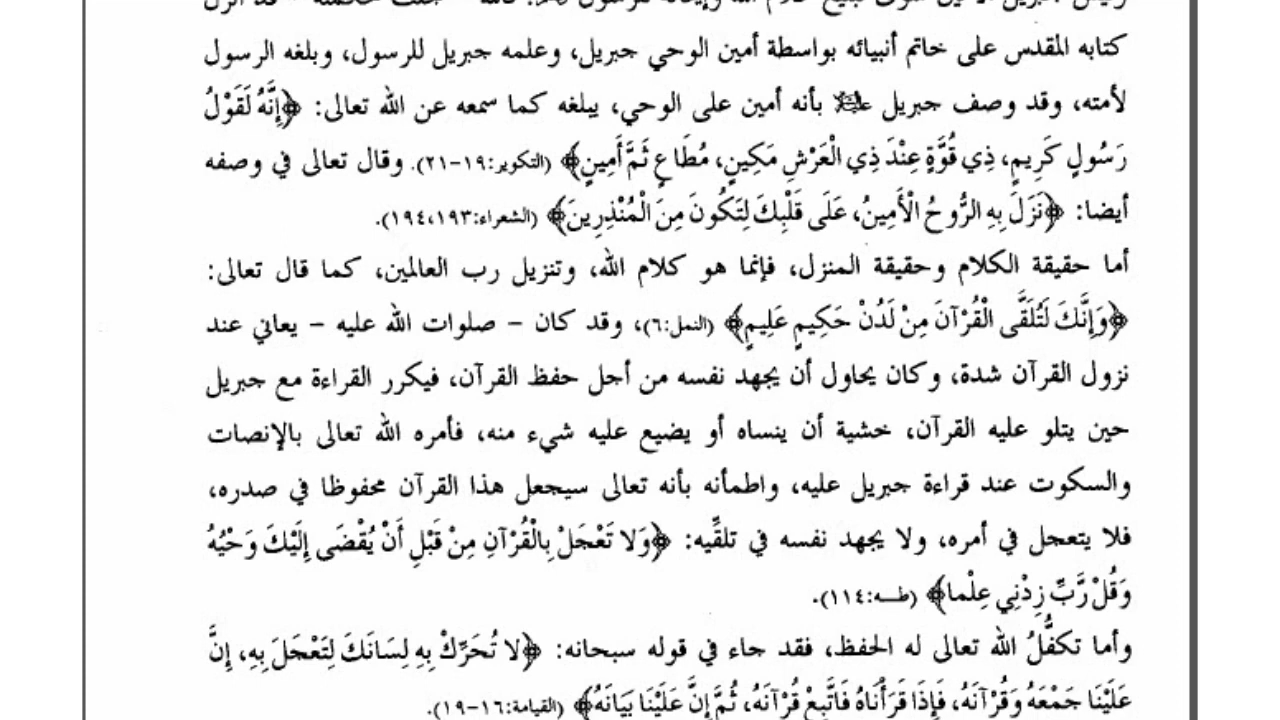 كتابه المقدس على خاتم أنبيائه بواسطة أمين الوحي جبريل، وعلمه جبريل للرسول، وبلغه الرسول
لأمته، وقد وصف جبريل عليه بأنه أمين على الوحي، يبلغه كما سمعه عن الله تعالى: ﴿إِنَّهُ لَقَوْلُ
رَسُولٍ كَرِيمٍ، ذِي قُوَّةٍ عِنْدَ ذِي الْعَرْشِ مَكِينٍ، مُطَاعٍ ثَمَّ أَمِينٍ﴾ (التكوير:١٩-٢١). وقال تعالى في وصفه
أيضا: ﴿نَزَلَ بِهِ الرُّوحُ الْأَمِينُ، عَلَى قَلْبِكَ لِتَكُونَ مِنَ الْمُنْذِرِينَ﴾ (الشعراء:١٩٣،١٩٤).
أما حقيقة الكلام وحقيقة المنزل، فإنما هو كلام الله، وتنزيل رب العالمين، كما قال تعالى:
﴿وَإِنَّكَ لَتُلَقَّى الْقُرْآنَ مِنْ لَدُنْ حَكِيمٍ عَلِيمٍ﴾ (النمل:٦)، وقد كان – صلوات الله عليه – يعاني عند
نزول القرآن شدة، وكان يحاول أن يجهد نفسه من أجل حفظ القرآن، فيكرر القراءة مع جبريل
حين يتلو عليه القرآن، خشية أن ينساه أو يضيع عليه شيء منه، فأمره الله تعالى بالإنصات
والسكوت عند قراءة جبريل عليه، واطمأنه بأنه تعالى سيجعل هذا القرآن محفوظا في صدره،
فلا يتعجل في أمره، ولا يجهد نفسه في تلقِّيه: ﴿وَلا تَعْجَلْ بِالْقُرْآنِ مِنْ قَبْلِ أَنْ يُقْضَى إِلَيْكَ وَحْيُهُ
وَقُلْ رَّبِّ زِدْنِي عِلْما﴾ (طـه:١١٤).
وأما تكفُّلُ الله تعالى له الحفظ، فقد جاء في قوله سبحانه: ﴿لا تُحَرِّكْ بِهِ لِسَانَكَ لِتَعْجَلَ بِهِ، إِنَّ
عَلَيْنَا جَمْعَهُ وَقُرْآنَهُ، فَإِذَا قَرَأْنَاهُ فَاتَّبِعْ قُرْآنَهُ، ثُمَّ إِنَّ عَلَيْنَا بَيَانَهُ﴾ (القيامة:١٦-١٩).